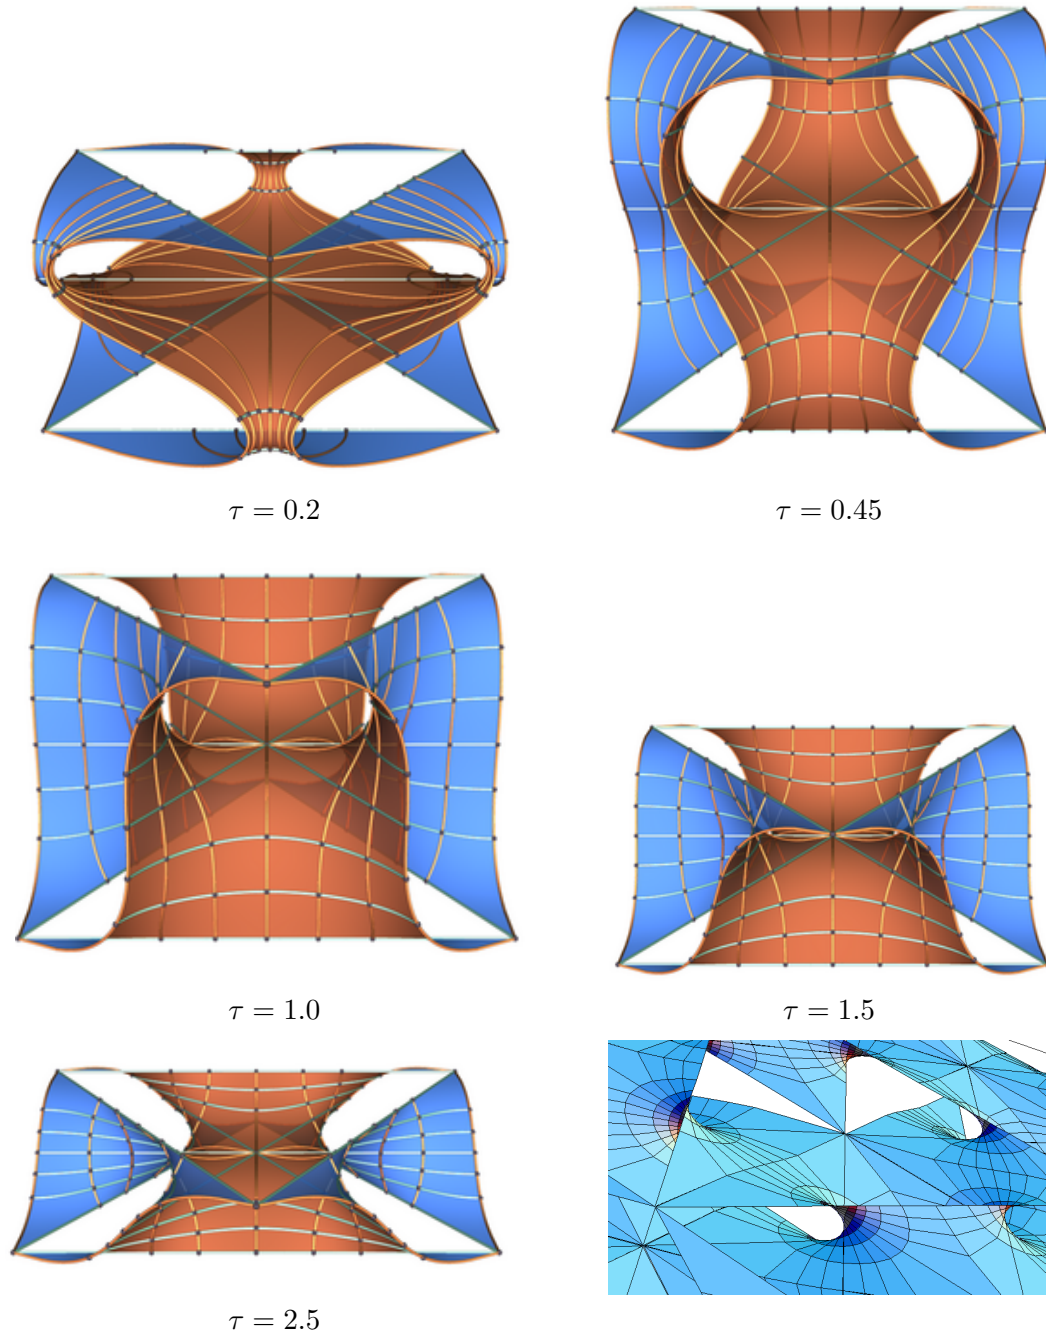 τ = 0.2
τ = 0.45
τ = 1.0
τ = 1.5
τ = 2.5